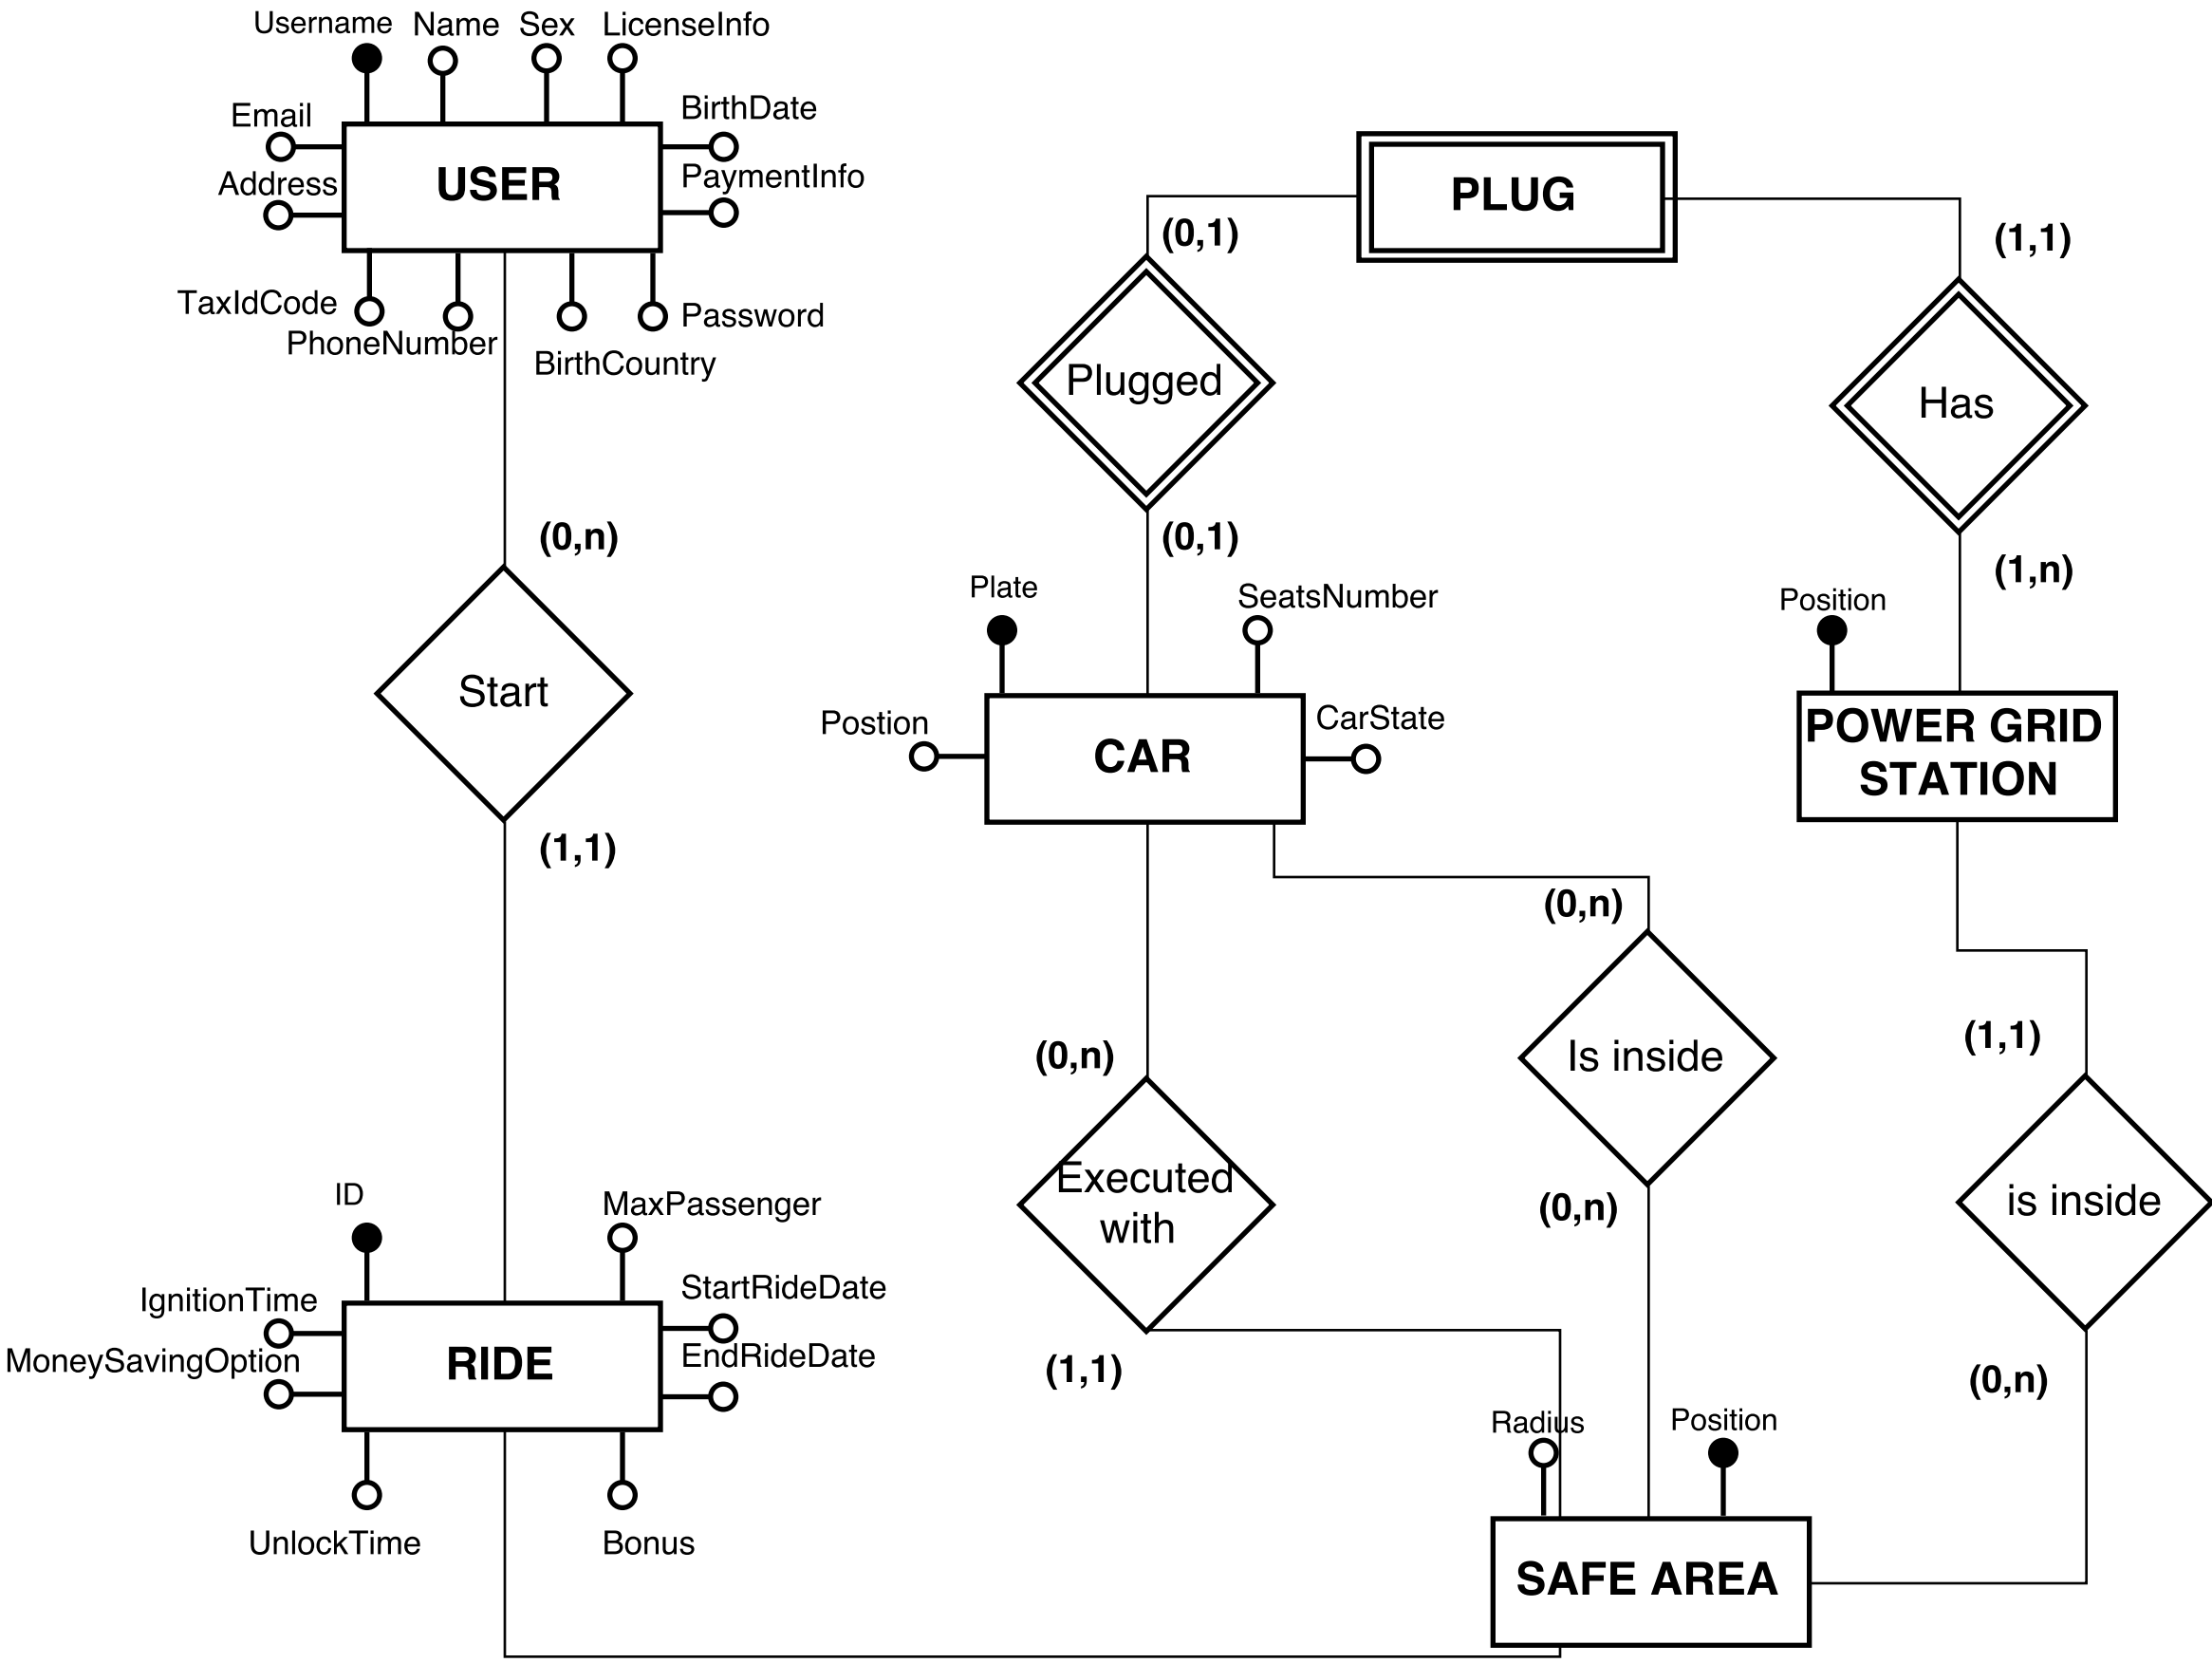 Username
Name
Sex
LicenseInfo
Email
BirthDate
Address
USER
PaymentInfo
TaxIdCode
PhoneNumber
BirthCountry
Password
PLUG
(0,1)
(1,1)
Plugged
Has
(0,n)
(0,1)
(1,n)
Start
(1,1)
Plate
SeatsNumber
Postion
CAR
CarState
Position
POWER GRID
STATION
(0,n)
(0,n)
Is inside
(1,1)
Executed
with
(0,n)
is inside
(1,1)
(0,n)
ID
MaxPassenger
IgnitionTime
StartRideDate
MoneySavingOption
RIDE
EndRideDate
UnlockTime
Bonus
Radius
Position
SAFE AREA